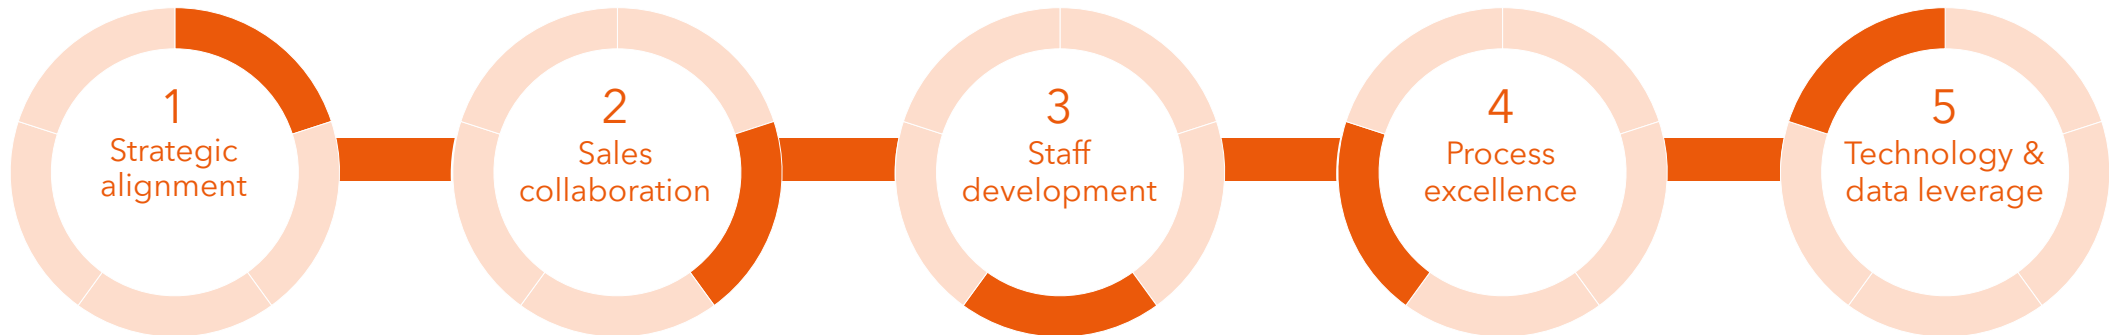 1
Strategic
alignment
2
Sales
collaboration
3
Staff
development
4
Process
excellence
5
Technology &
data leverage